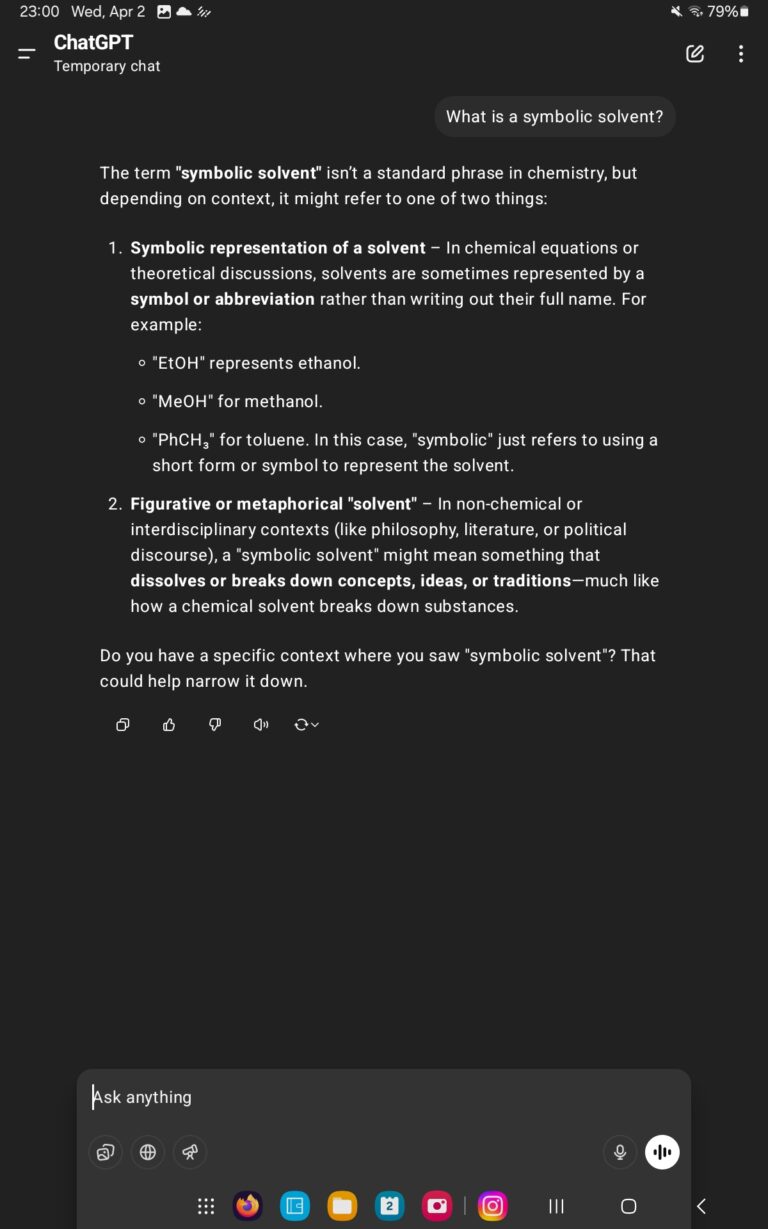 23:00 Wed, Apr 2 79%
ChatGPT
Temporary chat
What is a symbolic solvent?
The term "symbolic solvent" isn't a standard phrase in chemistry, but
depending on context, it might refer to one of two things:
1. Symbolic representation of a solvent – In chemical equations or
theoretical discussions, solvents are sometimes represented by a
symbol or abbreviation rather than writing out their full name. For
example:
"EtOH" represents ethanol.
"MeOH" for methanol.
"PhCH₃" for toluene. In this case, "symbolic" just refers to using a
short form or symbol to represent the solvent.
2. Figurative or metaphorical "solvent" – In non-chemical or
interdisciplinary contexts (like philosophy, literature, or political
discourse), a "symbolic solvent" might mean something that
dissolves or breaks down concepts, ideas, or traditions—much like
how a chemical solvent breaks down substances.
Do you have a specific context where you saw "symbolic solvent"? That
could help narrow it down.
Ask anything
2